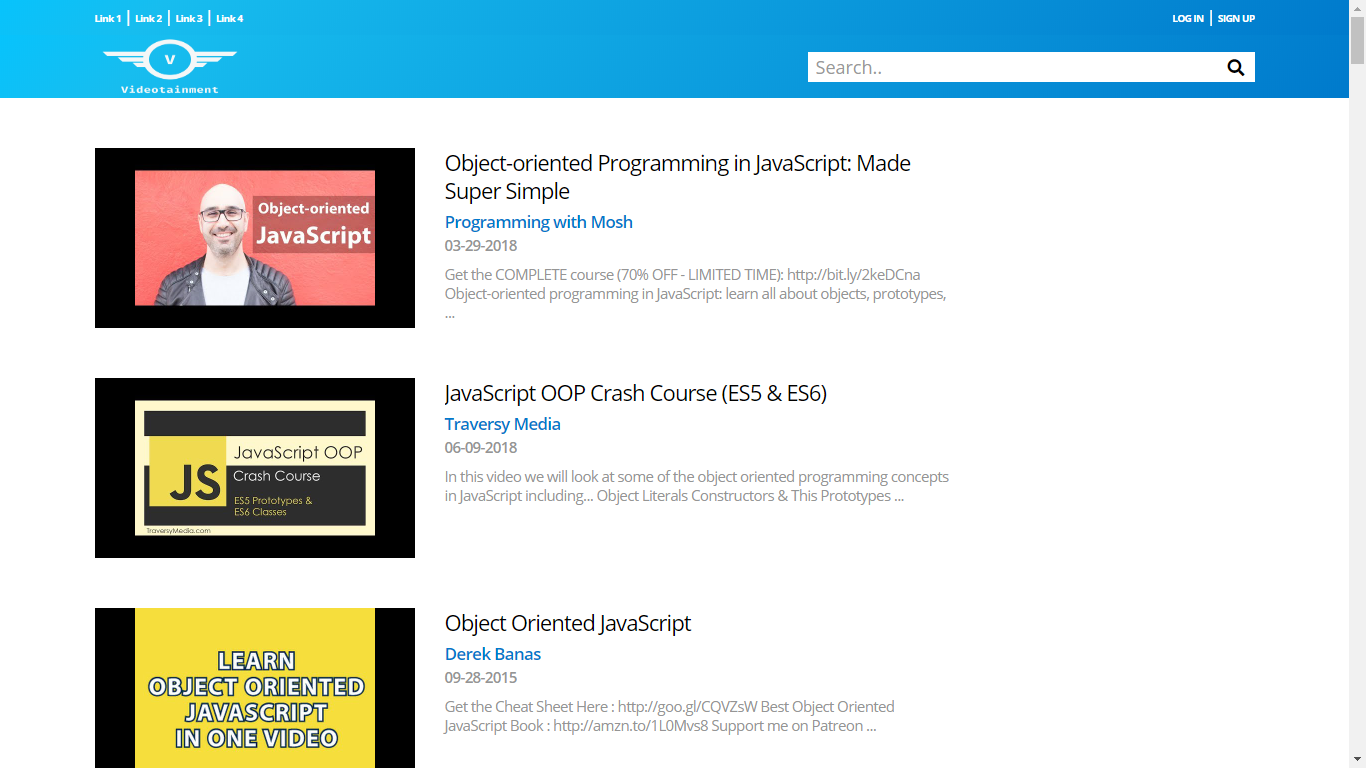 Link 1 | Link 2 | Link 3 | Link 4
LOG IN | SIGN UP
V
Videotainment
Search..
Object-oriented
JavaScript
Object-oriented Programming in JavaScript: Made
Super Simple
Programming with Mosh
03-29-2018
Get the COMPLETE course (70% OFF - LIMITED TIME): http://bit.ly/2keDCna
Object-oriented programming in JavaScript: learn all about objects, prototypes,
...
JavaScript OOP
JS
Crash Course
ES5 Prototypes &
ES6 Classes
TraversyMedia.com
JavaScript OOP Crash Course (ES5 & ES6)
Traversy Media
06-09-2018
In this video we will look at some of the object oriented programming concepts
in JavaScript including... Object Literals Constructors & This Prototypes ...
LEARN
OBJECT ORIENTED
JAVASCRIPT
IN ONE VIDEO
Object Oriented JavaScript
Derek Banas
09-28-2015
Get the Cheat Sheet Here : http://goo.gl/CQVZsW Best Object Oriented
JavaScript Book : http://amzn.to/1L0Mvs8 Support me on Patreon ...